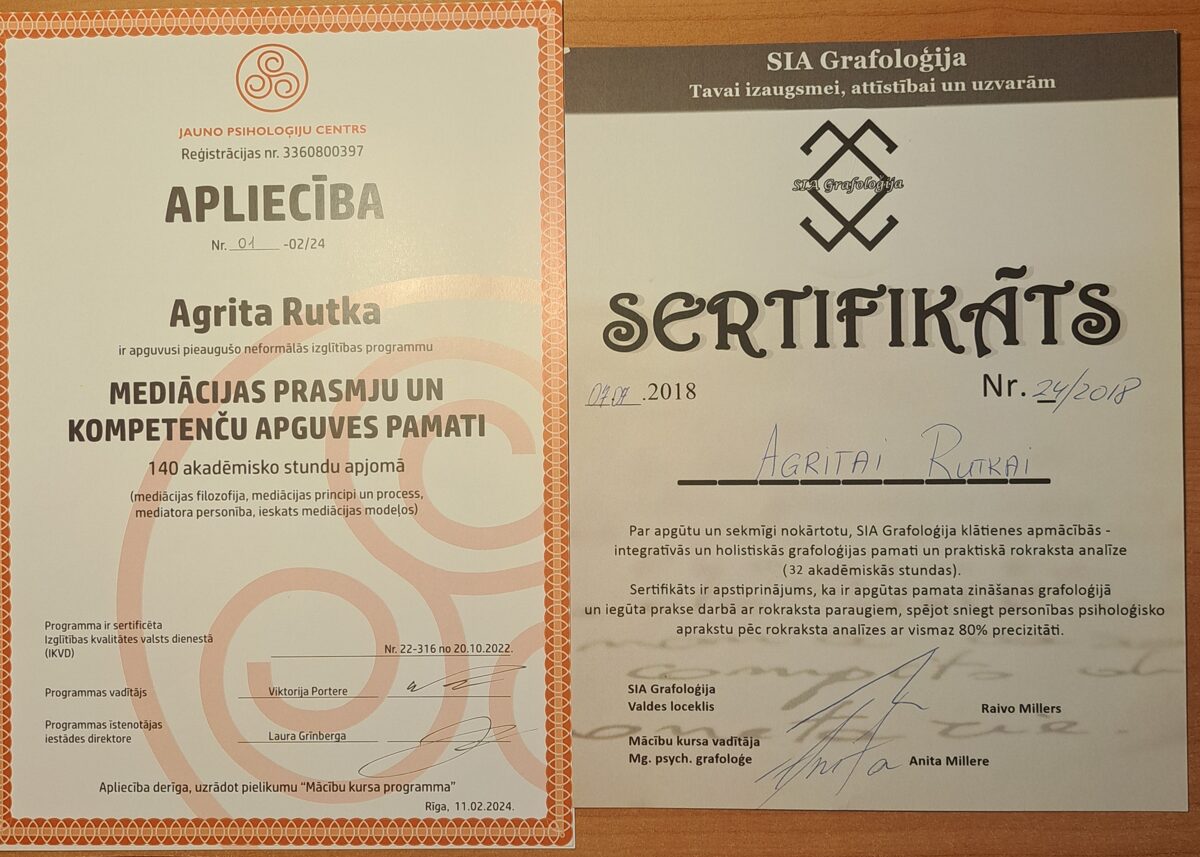 JAUNO PSIHOLOĢIJU CENTRS
Reģistrācijas nr. 3360800397
APLIECĪBA
Nr. 01 -02/24
Agrita Rutka
ir apguvusi pieaugušo neformālās izglītības programmu
MEDIĀCIJAS PRASMJU UN
KOMPETENČU APGUVES PAMATI
140 akadēmisko stundu apjomā
(mediācijas filozofija, mediācijas principi un process,
mediatora personība, ieskats mediācijas modeļos)
Programma ir sertificēta
Izglītības kvalitātes valsts dienestā
(IKVD)
Nr. 22-316 no 20.10.2022.
Programmas vadītājs
Viktorija Portere
Programmas īstenotājas
iestādes direktore
Laura Grīnberga
Apliecība derīga, uzrādot pielikumu “Mācību kursa programma”
Rīga, 11.02.2024.
SIA Grafoloģija
Tavai izaugsmei, attīstībai un uzvarām
SIA Grafoloģija
SERTIFIKĀTS
07.07.2018
Nr. 24/2018
AGRITAI RUTKAI
Par apgūtu un sekmīgi nokārtotu, SIA Grafoloģija klātienes apmācībās -
integratīvās un holistiskās grafoloģijas pamati un praktiskā rokraksta analīze
(32 akadēmiskās stundas).
Sertifikāts ir apstiprinājums, ka ir apgūtas pamata zināšanas grafoloģijā
un iegūta prakse darbā ar rokraksta paraugiem, spējot sniegt personības psiholoģisko
aprakstu pēc rokraksta analīzes ar vismaz 80% precizitāti.
SIA Grafoloģija
Valdes loceklis
Raivo Millers
Mācību kursa vadītāja
Mg. psych. grafoloģe
Anita Millere